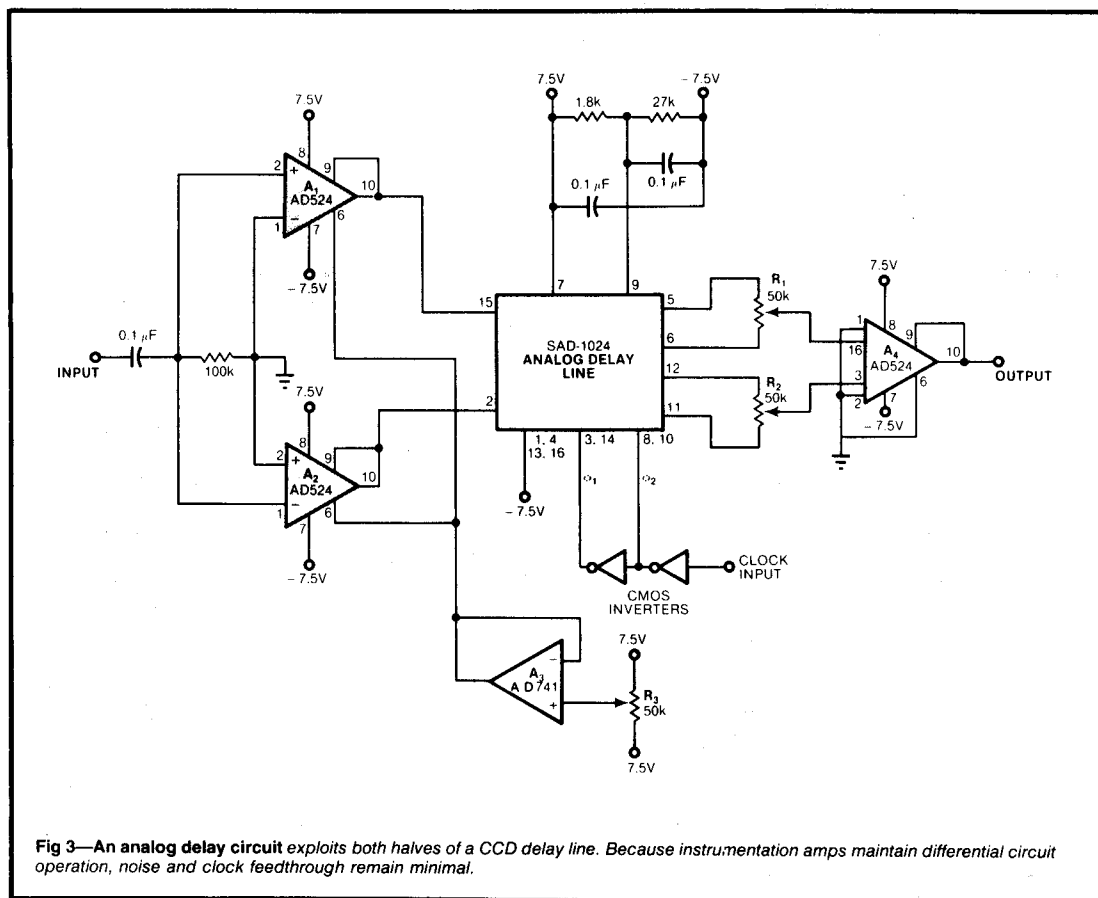 7.5V
- 7.5V
1.8k
27k
0.1 µF
0.1 µF
7.5V
8
2
+
9
A1
AD524
10
6
−
1
7
- 7.5V
0.1 µF
INPUT
100k
7.5V
8
2
+
9
A2
AD524
10
−
6
1
7
- 7.5V
7
9
15
5
R1
50k
SAD-1024
ANALOG DELAY
LINE
6
12
R2
50k
2
11
1, 4
13, 16
3, 14
8, 10
- 7.5V
Φ1
Φ2
7.5V
1
8
9
16
A4
AD524
10
3
6
2
7
- 7.5V
OUTPUT
CLOCK
INPUT
CMOS
INVERTERS
−
A3
A D741
+
7.5V
R3
50k
7.5V
Fig 3—An analog delay circuit exploits both halves of a CCD delay line. Because instrumentation amps maintain differential circuit
operation, noise and clock feedthrough remain minimal.